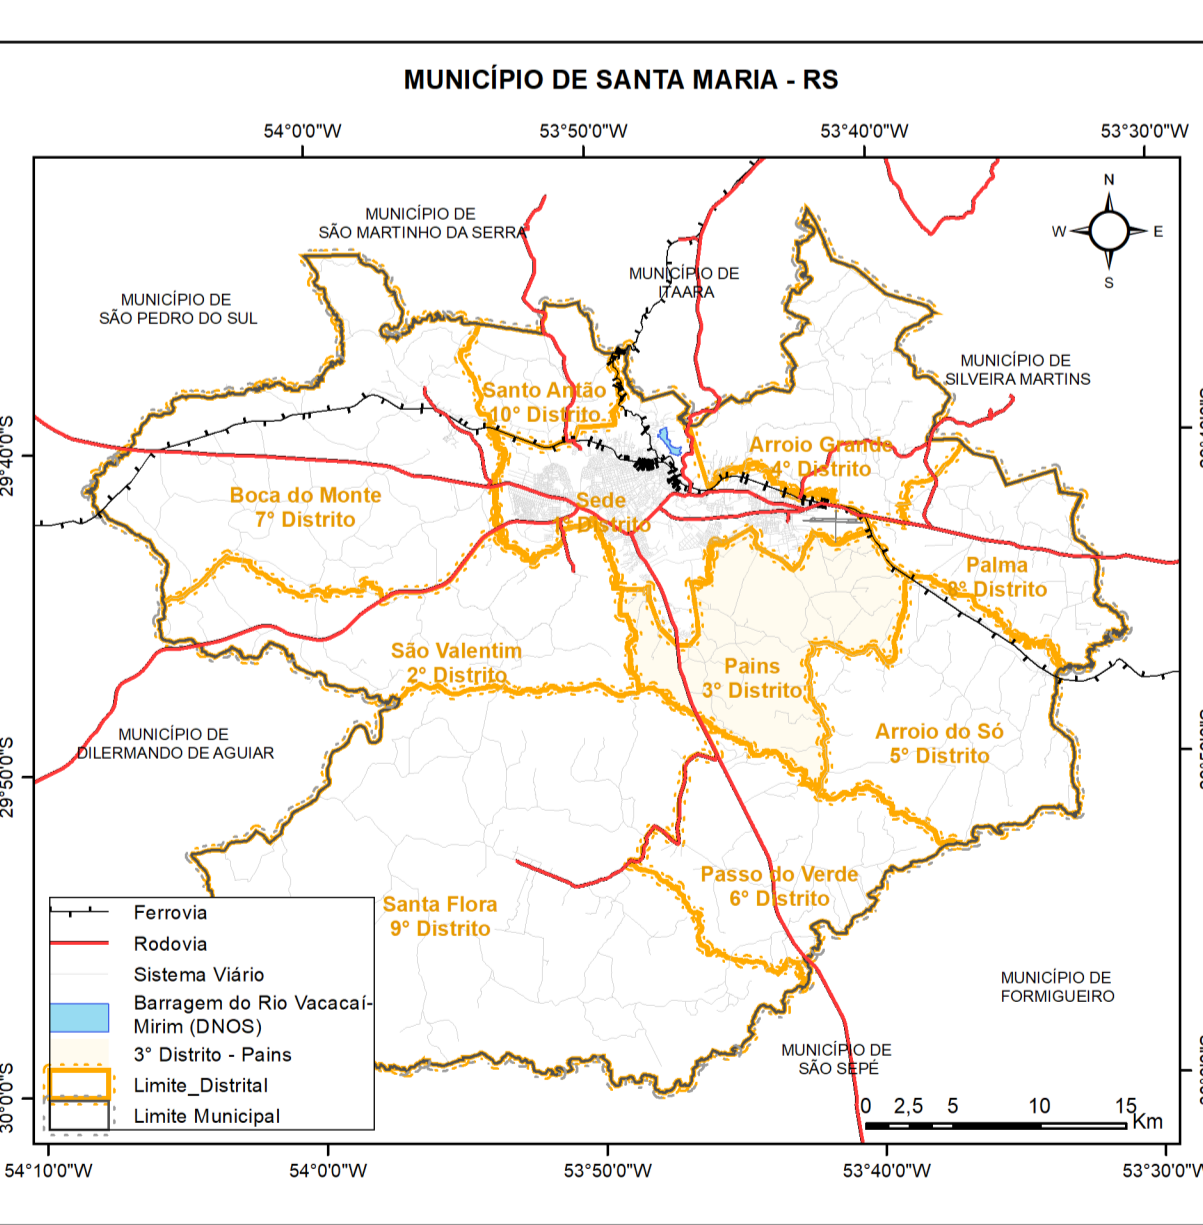 MUNICÍPIO DE SANTA MARIA - RS
54°0'0"W
53°50'0"W
53°40'0"W
53°30'0"W
N
W
E
S
MUNICÍPIO DE
SÃO MARTINHO DA SERRA
MUNICÍPIO DE
ITAARA
MUNICÍPIO DE
SÃO PEDRO DO SUL
MUNICÍPIO DE
SILVEIRA MARTINS
Santo Antão
10° Distrito
Arroio Grande
4° Distrito
29°40'0"S
Boca do Monte
7° Distrito
Sede
1° Distrito
Palma
8° Distrito
São Valentim
2° Distrito
Pains
3° Distrito
Arroio do Só
5° Distrito
MUNICÍPIO DE
DILERMANDO DE AGUIAR
29°50'0"S
Passo do Verde
6° Distrito
Santa Flora
9° Distrito
MUNICÍPIO DE
FORMIGUEIRO
MUNICÍPIO DE
SÃO SEPÉ
Ferrovia
Rodovia
Sistema Viário
Barragem do Rio Vacacaí-
Mirim (DNOS)
3° Distrito - Pains
Limite_Distrital
Limite Municipal
30°0'0"S
0 2,5 5 10 15
Km
54°10'0"W
54°0'0"W
53°50'0"W
53°40'0"W
53°30'0"W